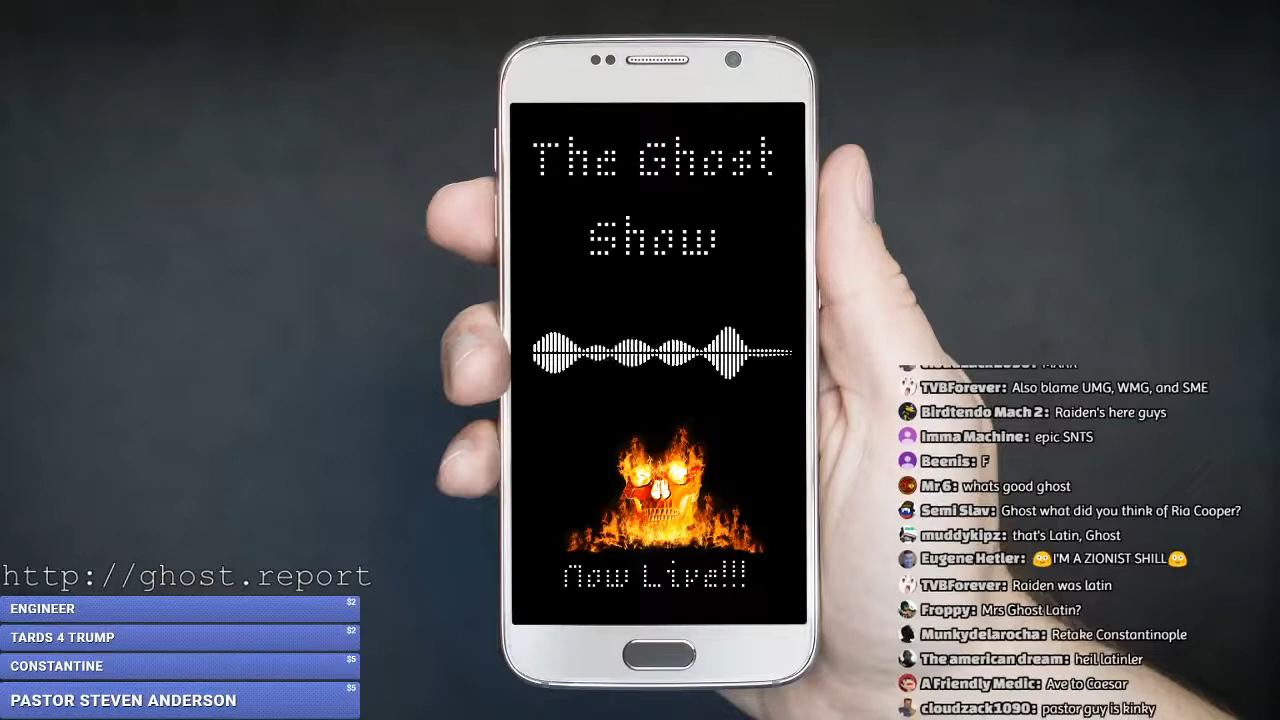 The Ghost
Show
Now Live!!!
http://ghost.report
ENGINEER $2
TARDS 4 TRUMP $2
CONSTANTINE $5
PASTOR STEVEN ANDERSON $5
TVBForever: Also blame UMG, WMG, and SME
Birdtendo Mach 2: Raiden's here guys
Imma Machine: epic SNTS
Beenis: F
Mr6: whats good ghost
Semi Slav: Ghost what did you think of Ria Cooper?
muddykipz: that's Latin, Ghost
Eugene Hetler: I'M A ZIONIST SHILL
TVBForever: Raiden was latin
Froppy: Mrs Ghost Latin?
Munkydelarocha: Retake Constantinople
The american dream: heil latinler
A Friendly Medic: Ave to Caesar
cloudzack1090: pastor guy is kinky